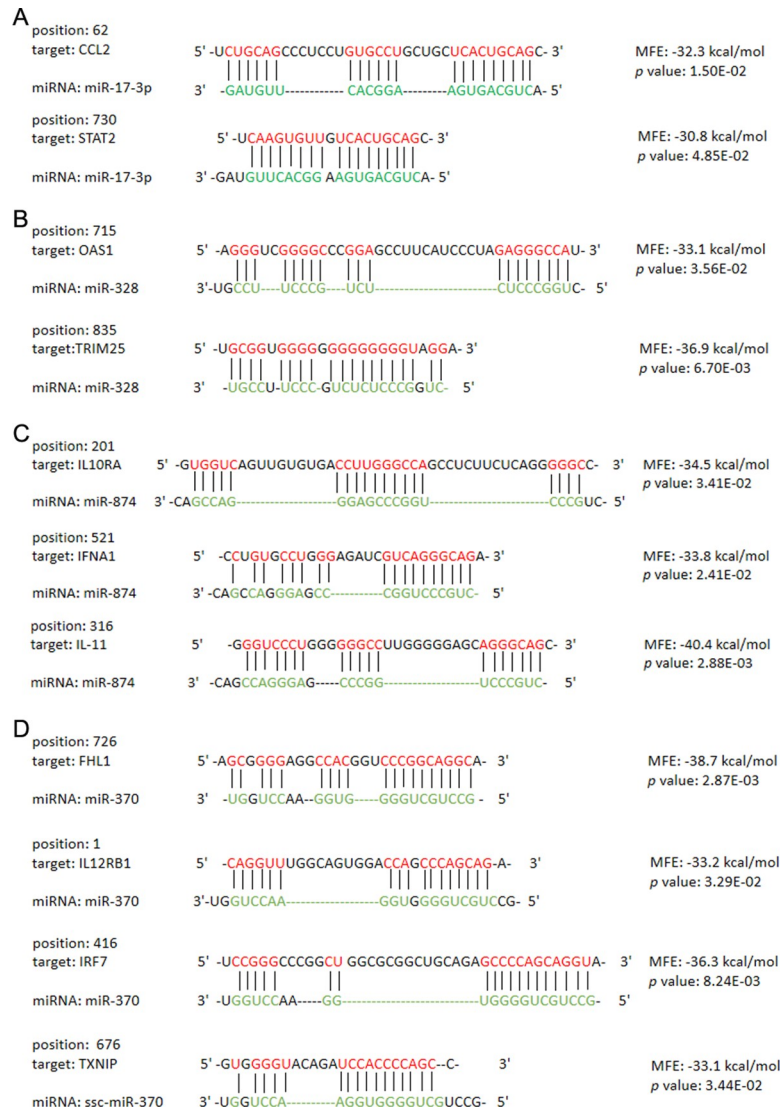 A
position: 62
target: CCL2 5' -UCUGCAGCCCUCCUGUGCCUGCUGCUCACUGCAGC- 3' MFE: -32.3 kcal/mol
p value: 1.50E-02
miRNA: miR-17-3p 3' -GAUGUU------------CACGGA---------AGUGACGUCA- 5'
position: 730
target: STAT2 5' -UCAAGUGUUGUCACUGCAGC- 3' MFE: -30.8 kcal/mol
p value: 4.85E-02
miRNA: miR-17-3p 3' -GAUGUUCACGG AAGUGACGUCA- 5'
B
position: 715
target: OAS1 5' -AGGGUCGGGGCCCGGAGCCUUCAUCCCUAGAGGGCCAU- 3' MFE: -33.1 kcal/mol
p value: 3.56E-02
miRNA: miR-328 3'-UGCCU----UCCCG---UCU-----------------------CUCCCGGUC- 5'
position: 835
target:TRIM25 5' -UGCGGUGGGG GGGGGGGGGUAGGA- 3' MFE: -36.9 kcal/mol
p value: 6.70E-03
miRNA: miR-328 3' -UGCCU-UCCC-GUCUCUCCCGGUC- 5'
C
position: 201
target: IL10RA 5' -GUGGUCAGUUGUGUGACCUUGGGCCAGCCUCUUCUCAGGGGGCC- 3' MFE: -34.5 kcal/mol
p value: 3.41E-02
miRNA: miR-874 3' -CAGCCAG--------------------GGAGCCCGGU-----------------------CCCGUC- 5'
position: 521
target: IFNA1 5' -CCUGUGCCUGGGAGAUCGUCAGGGCAGA- 3' MFE: -33.8 kcal/mol
p value: 2.41E-02
miRNA: miR-874 3' -CAGCCAGGGAGCC----------CGGUCCCGUC- 5'
position: 316
target: IL-11 5' -GGGUCCCUGGGGGGGCCUUGGGGGAGCAGGGCAGC- 3' MFE: -40.4 kcal/mol
p value: 2.88E-03
miRNA: miR-874 3' -CAGCCAGGGAG-----CCCGG------------------UCCCGUC- 5'
D
position: 726
target: FHL1 5' -AGCGGGGAGGCCACGGUCCCGGCAGGCA- 3' MFE: -38.7 kcal/mol
p value: 2.87E-03
miRNA: miR-370 3' -UGGUCCAA--GGUG-----GGGUCGUCCG- 5'
position: 1
target: IL12RB1 5' -CAGGUUUGGCAGUGGACCAGCCCAGCAG-A- 3' MFE: -33.2 kcal/mol
p value: 3.29E-02
miRNA: miR-370 3'-UGGUCCAA------------------GGUGGGGUCGUCCG- 5'
position: 416
target: IRF7 5' -UCCGGGCCCGGCU GGCGCGGCUGCAGAGCCCCAGCAGGUA- 3' MFE: -36.3 kcal/mol
p value: 8.24E-03
miRNA: miR-370 3' -UGGUCCAA-----GG---------------------------UGGGGUCGUCCG- 5'
position: 676
target: TXNIP 5' -GUGGGGUACAGAUCCACCCCAGC--C- 3' MFE: -33.1 kcal/mol
p value: 3.44E-02
miRNA: ssc-miR-370 3' -UGGUCCA----------AGGUGGGGUCGUCCG- 5'